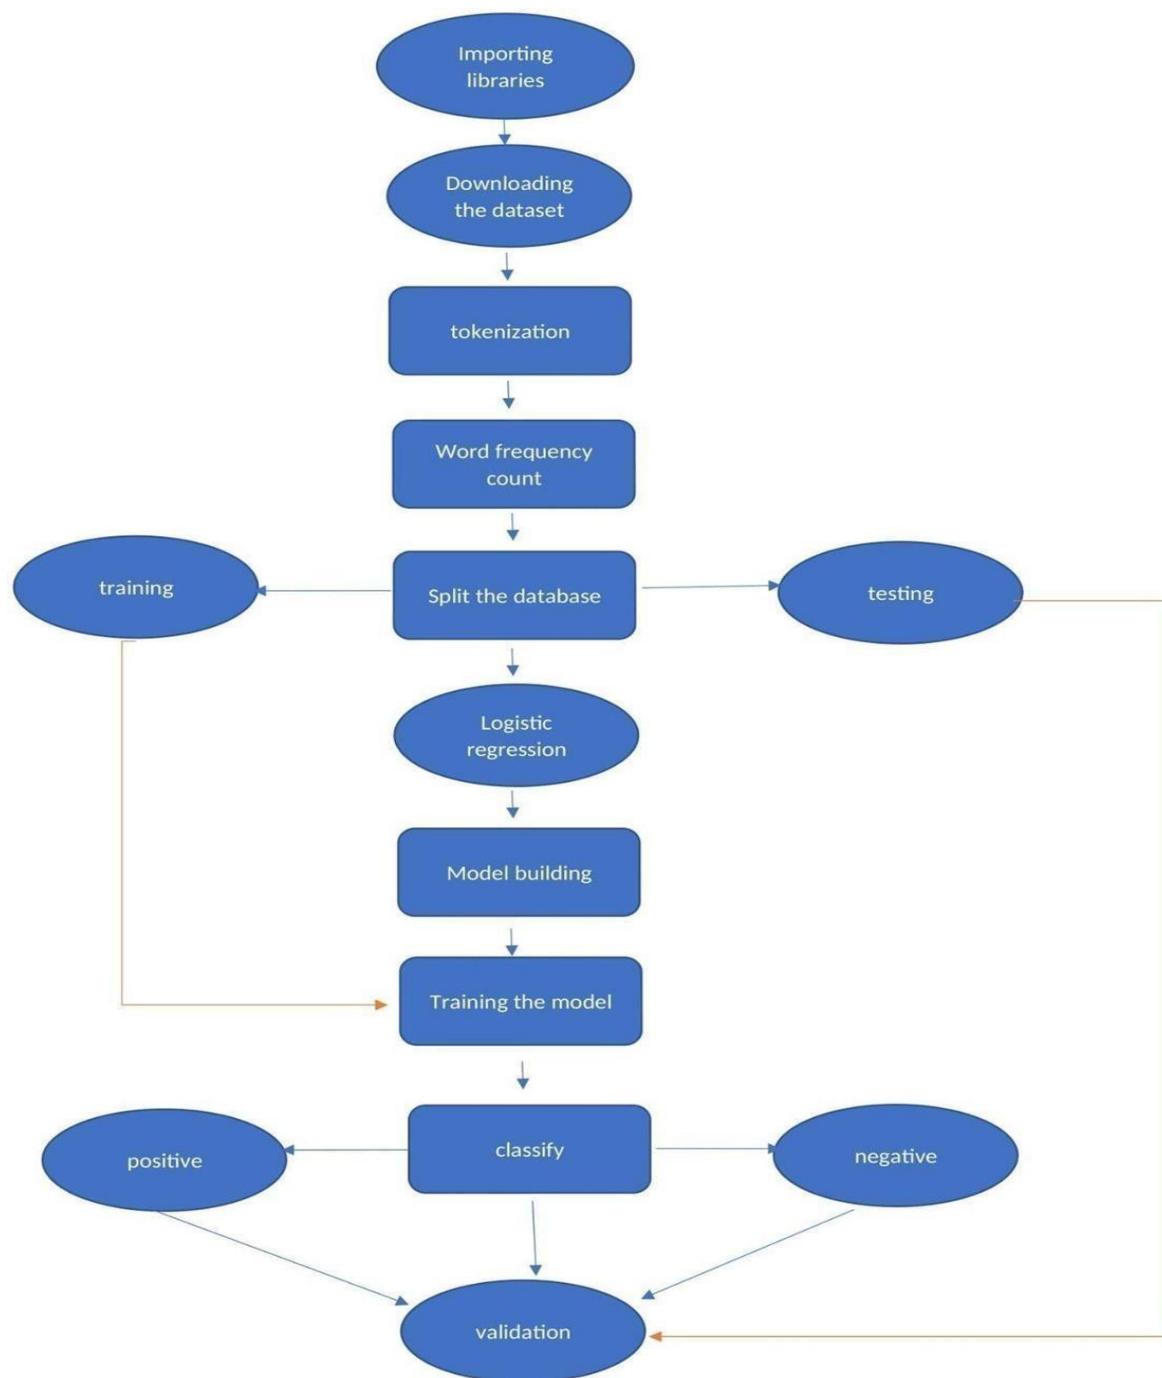 Importing
libraries
Downloading
the dataset
tokenization
Word frequency
count
training
Split the database
testing
Logistic
regression
Model building
Training the model
positive
classify
negative
validation